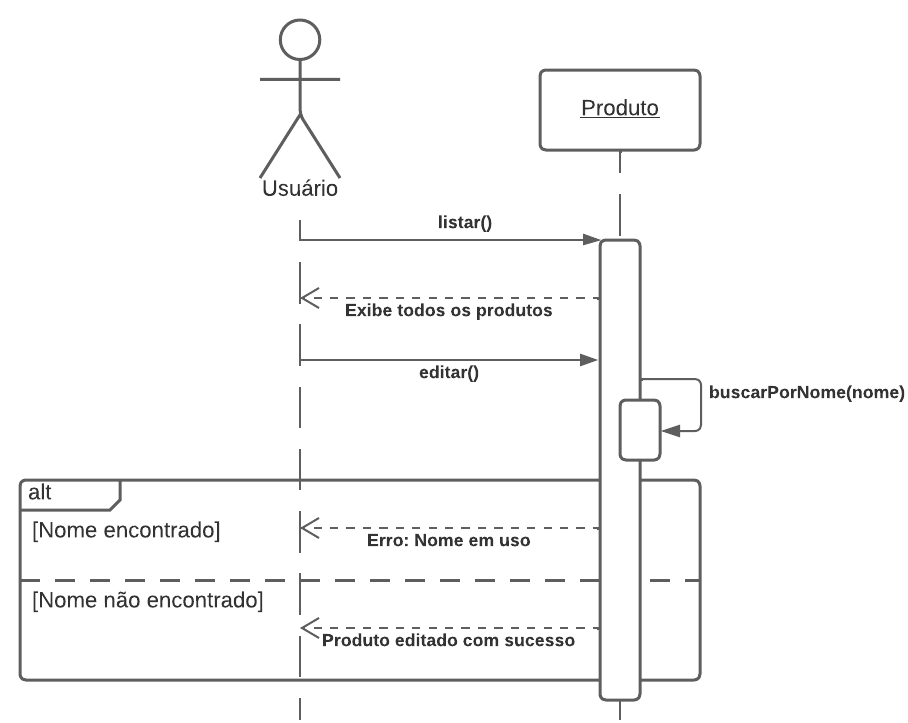 Produto
Usuário
listar()
Exibe todos os produtos
editar()
buscarPorNome(nome)
alt
[Nome encontrado]
Erro: Nome em uso
[Nome não encontrado]
Produto editado com sucesso